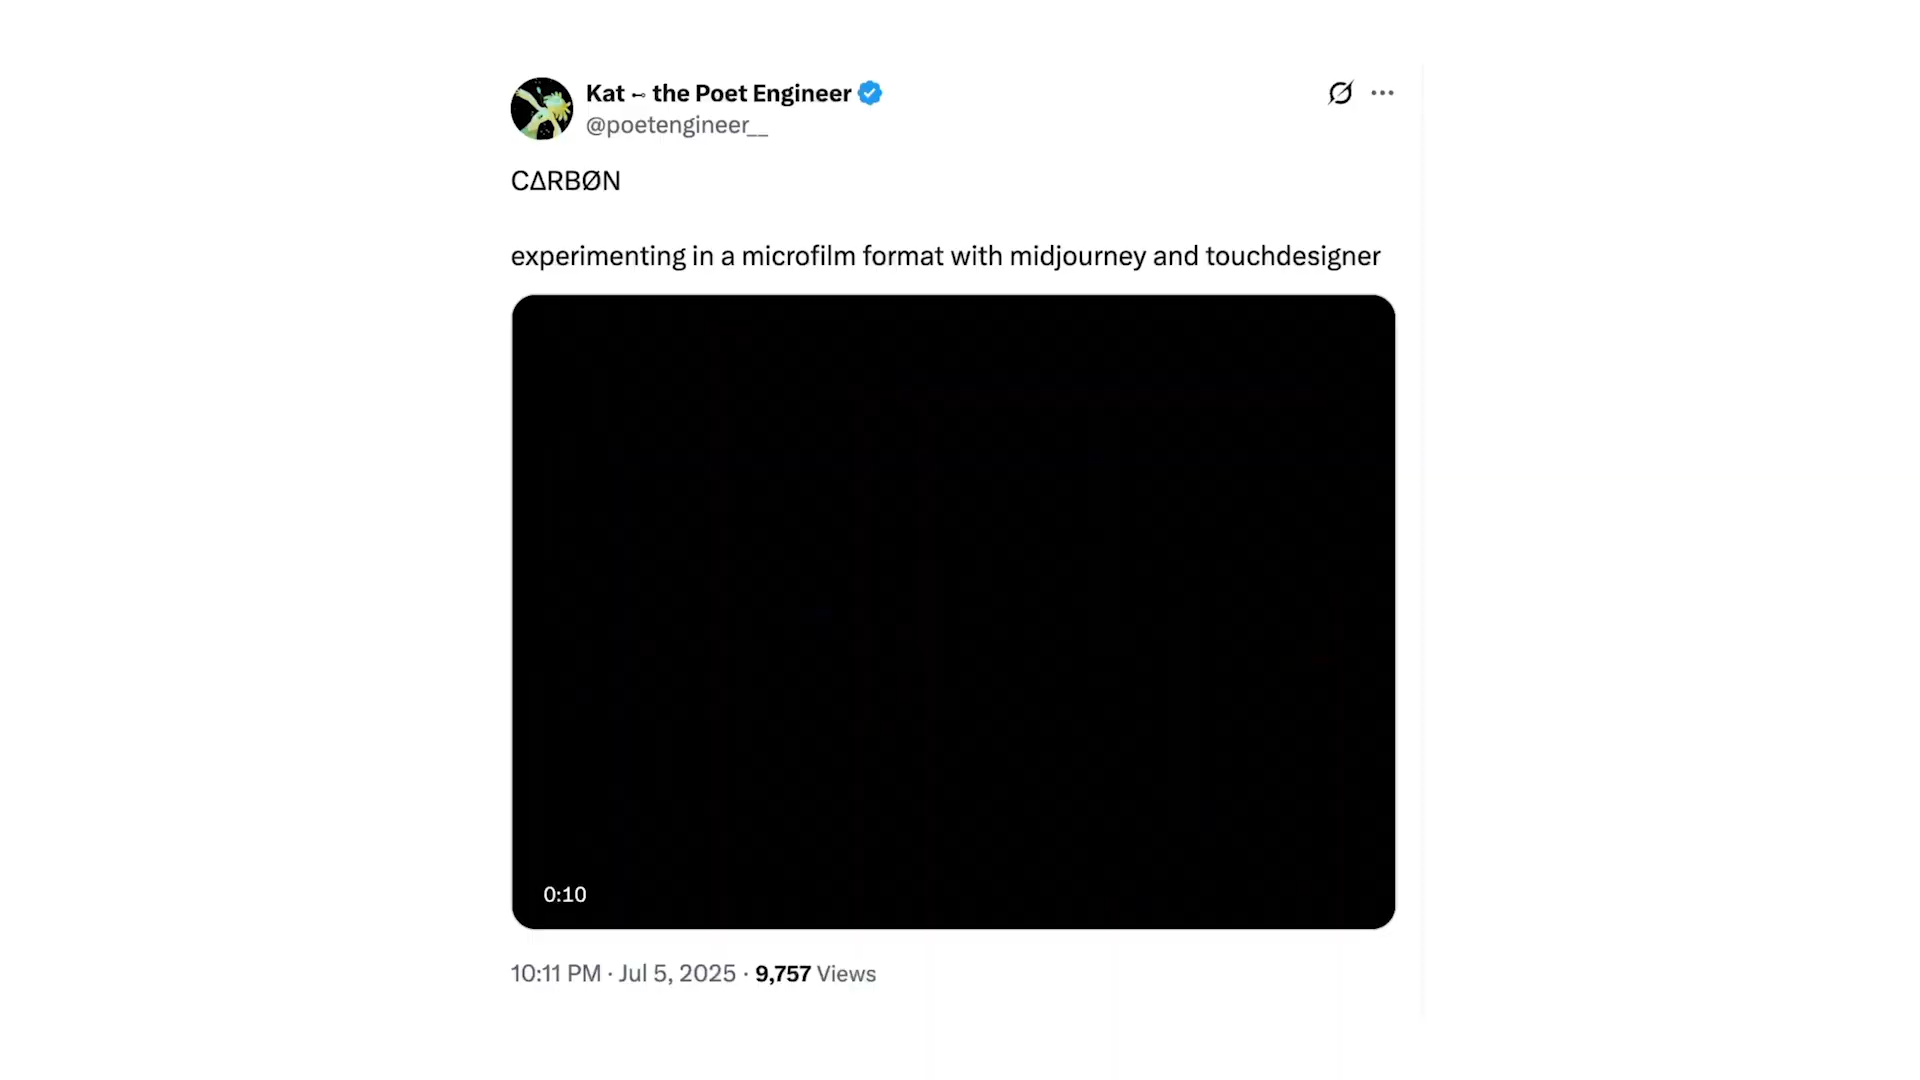 Kat ⊷ the Poet Engineer
@poetengineer__
CΔRBØN
experimenting in a microfilm format with midjourney and touchdesigner
0:10
10:11 PM · Jul 5, 2025 · 9,757 Views